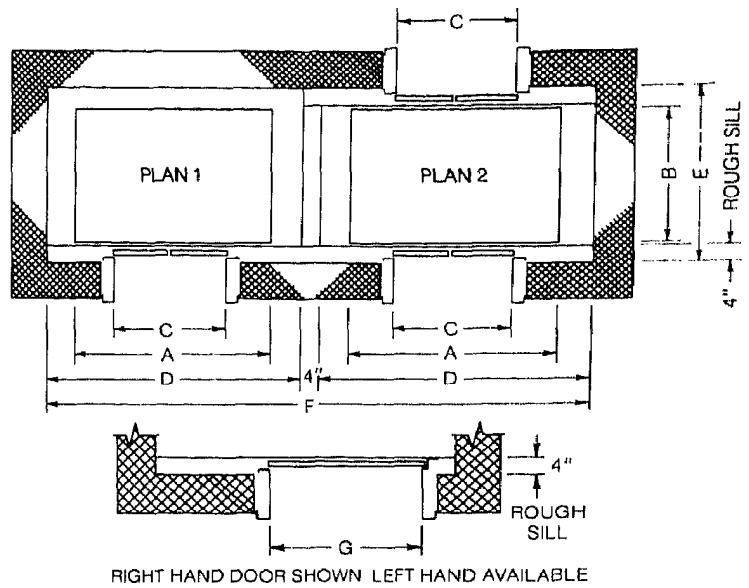 C
PLAN 1
PLAN 2
B
E
ROUGH SILL
4"
C
C
A
A
D
4"
D
F
4"
ROUGH
SILL
G
RIGHT HAND DOOR SHOWN LEFT HAND AVAILABLE